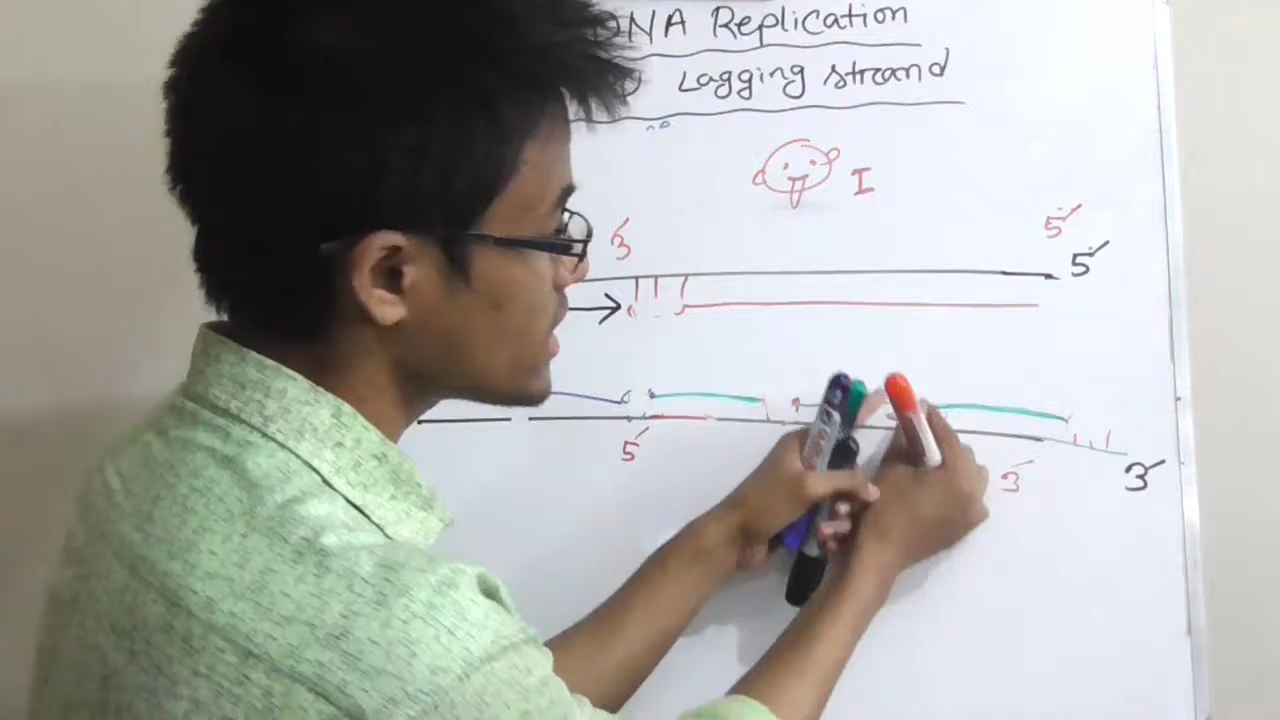 DNA Replication
Lagging strand
I
3'
5'
5'
5'
3'
3'